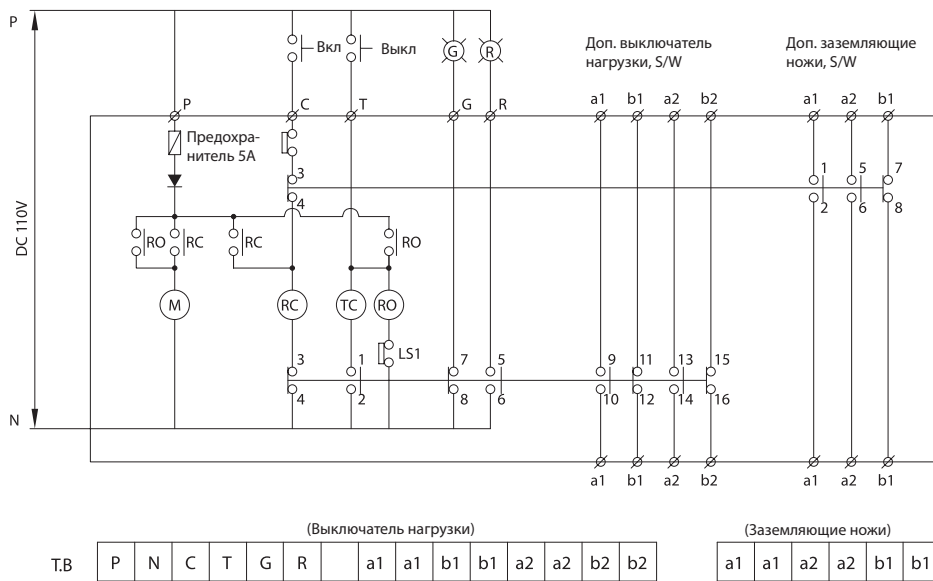 P
Вкл
Выкл
G
R
Доп. выключатель
нагрузки, S/W
Доп. заземляющие
ножи, S/W
a1 b1 a2 b2
a1 a2 b1
P C T G R
Предохра-
нитель 5А
3
4
1
2
5
6
7
8
DC 110V
RO RC RC RO
M RC TC RO
LS1
3 1 7 5 9 11 13 15
4 2 8 6 10 12 14 16
N
a1 b1 a2 b2
a1 a2 b1
(Выключатель нагрузки)
(Заземляющие ножи)
T.B P N C T G R a1 a1 b1 b1 a2 a2 b2 b2
a1 a1 a2 a2 b1 b1